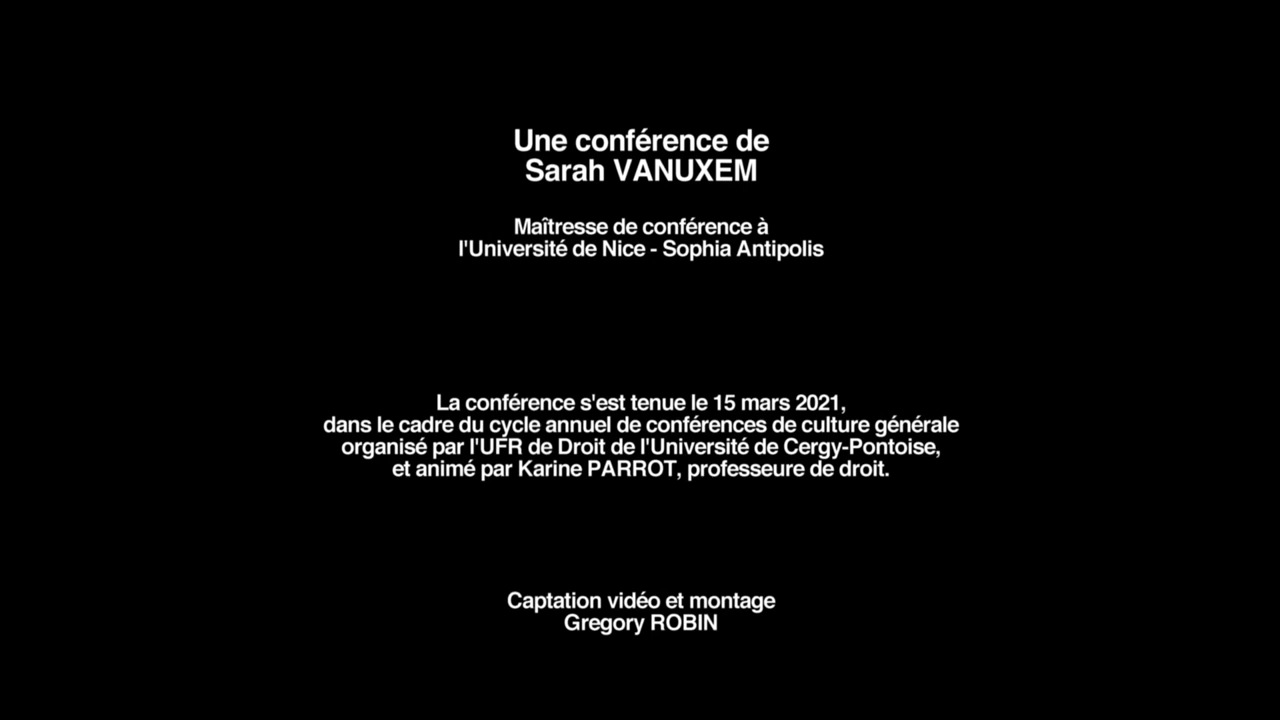 Une conférence de
Sarah VANUXEM
Maîtresse de conférence à
l'Université de Nice - Sophia Antipolis
La conférence s'est tenue le 15 mars 2021,
dans le cadre du cycle annuel de conférences de culture générale
organisé par l'UFR de Droit de l'Université de Cergy-Pontoise,
et animé par Karine PARROT, professeure de droit.
Captation vidéo et montage
Gregory ROBIN